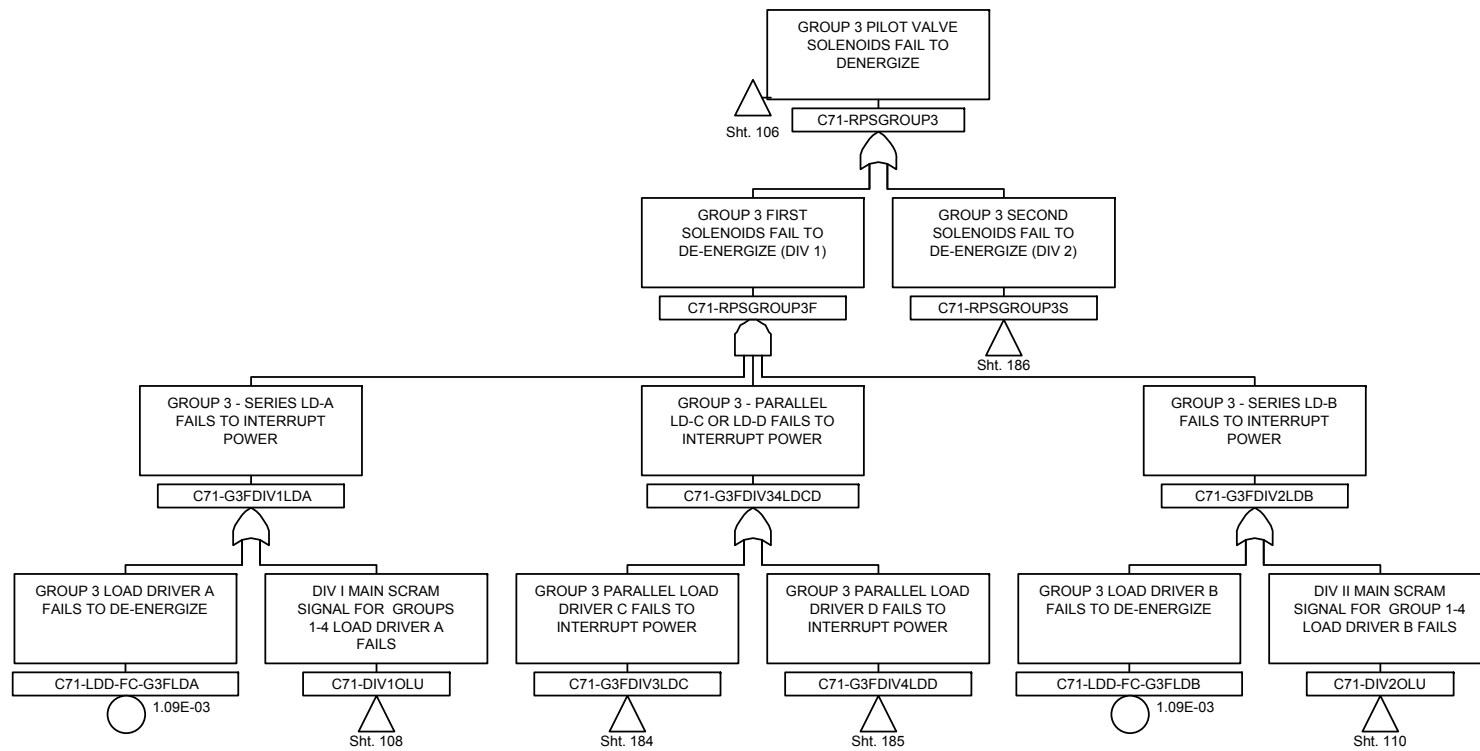 GROUP 3 PILOT VALVE
SOLENOIDS FAIL TO
DENERGIZE
Sht. 106
C71-RPSGROUP3
GROUP 3 FIRST
SOLENOIDS FAIL TO
DE-ENERGIZE (DIV 1)
C71-RPSGROUP3F
GROUP 3 SECOND
SOLENOIDS FAIL TO
DE-ENERGIZE (DIV 2)
C71-RPSGROUP3S
Sht. 186
GROUP 3 - SERIES LD-A
FAILS TO INTERRUPT
POWER
C71-G3FDIV1LDA
GROUP 3 - PARALLEL
LD-C OR LD-D FAILS TO
INTERRUPT POWER
C71-G3FDIV34LDCD
GROUP 3 - SERIES LD-B
FAILS TO INTERRUPT
POWER
C71-G3FDIV2LDB
GROUP 3 LOAD DRIVER A
FAILS TO DE-ENERGIZE
C71-LDD-FC-G3FLDA
1.09E-03
DIV I MAIN SCRAM
SIGNAL FOR GROUPS
1-4 LOAD DRIVER A
FAILS
C71-DIV1OLU
Sht. 108
GROUP 3 PARALLEL LOAD
DRIVER C FAILS TO
INTERRUPT POWER
C71-G3FDIV3LDC
Sht. 184
GROUP 3 PARALLEL LOAD
DRIVER D FAILS TO
INTERRUPT POWER
C71-G3FDIV4LDD
Sht. 185
GROUP 3 LOAD DRIVER B
FAILS TO DE-ENERGIZE
C71-LDD-FC-G3FLDB
1.09E-03
DIV II MAIN SCRAM
SIGNAL FOR GROUP 1-4
LOAD DRIVER B FAILS
C71-DIV2OLU
Sht. 110